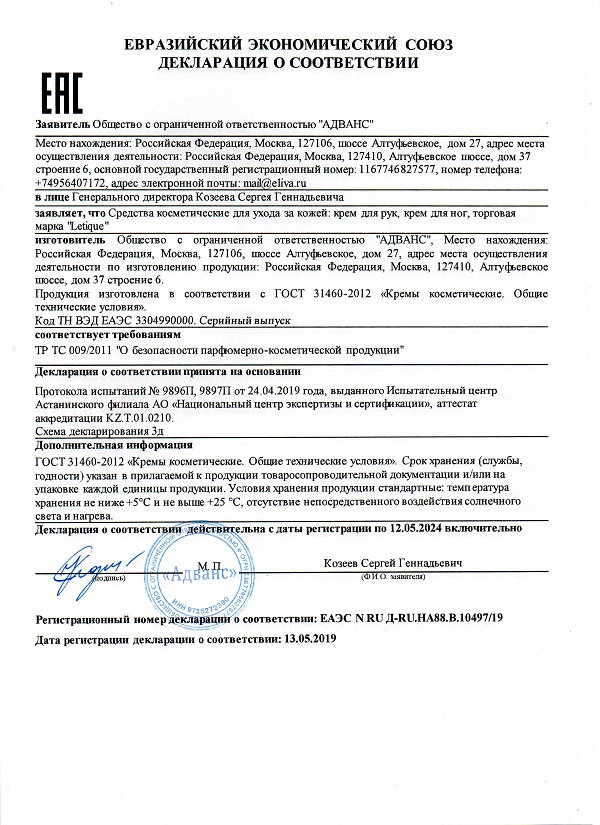 ЕВРАЗИЙСКИЙ ЭКОНОМИЧЕСКИЙ СОЮЗ
ДЕКЛАРАЦИЯ О СООТВЕТСТВИИ
ЕАС
Заявитель Общество с ограниченной ответственностью "АДВАНС"
Место нахождения: Российская Федерация, Москва, 127106, шоссе Алтуфьевское, дом 27, адрес места
осуществления деятельности: Российская Федерация, Москва, 127410, Алтуфьевское шоссе, дом 37
строение 6, основной государственный регистрационный номер: 1167746827577, номер телефона:
+74956407172, адрес электронной почты: mail@eliva.ru
в лице Генерального директора Козеева Сергея Геннадьевича
заявляет, что Средства косметические для ухода за кожей: крем для рук, крем для ног, торговая
марка "Letique"
изготовитель Общество с ограниченной ответственностью "АДВАНС", Место нахождения:
Российская Федерация, Москва, 127106, шоссе Алтуфьевское, дом 27, адрес места осуществления
деятельности по изготовлению продукции: Российская Федерация, Москва, 127410, Алтуфьевское
шоссе, дом 37 строение 6.
Продукция изготовлена в соответствии с ГОСТ 31460-2012 «Кремы косметические. Общие
технические условия».
Код ТН ВЭД ЕАЭС 3304990000. Серийный выпуск
соответствует требованиям
ТР ТС 009/2011 "О безопасности парфюмерно-косметической продукции"
Декларация о соответствии принята на основании
Протокола испытаний № 9896П, 9897П от 24.04.2019 года, выданного Испытательный центр
Астанинского филиала АО «Национальный центр экспертизы и сертификации», аттестат
аккредитации KZ.T.01.0210.
Схема декларирования 3д
Дополнительная информация
ГОСТ 31460-2012 «Кремы косметические. Общие технические условия». Срок хранения (службы,
годности) указан в прилагаемой к продукции товаросопроводительной документации и/или на
упаковке каждой единицы продукции. Условия хранения продукции стандартные: температура
хранения не ниже +5°С и не выше +25 °С, отсутствие непосредственного воздействия солнечного
света и нагрева.
Декларация о соответствии действительна с даты регистрации по 12.05.2024 включительно
М.П.
Козеев Сергей Геннадьевич
(подпись)
(Ф.И.О. заявителя)
«Адванс»
ИНН 9715272390
Регистрационный номер декларации о соответствии: ЕАЭС N RU Д-RU.НА88.В.10497/19
Дата регистрации декларации о соответствии: 13.05.2019